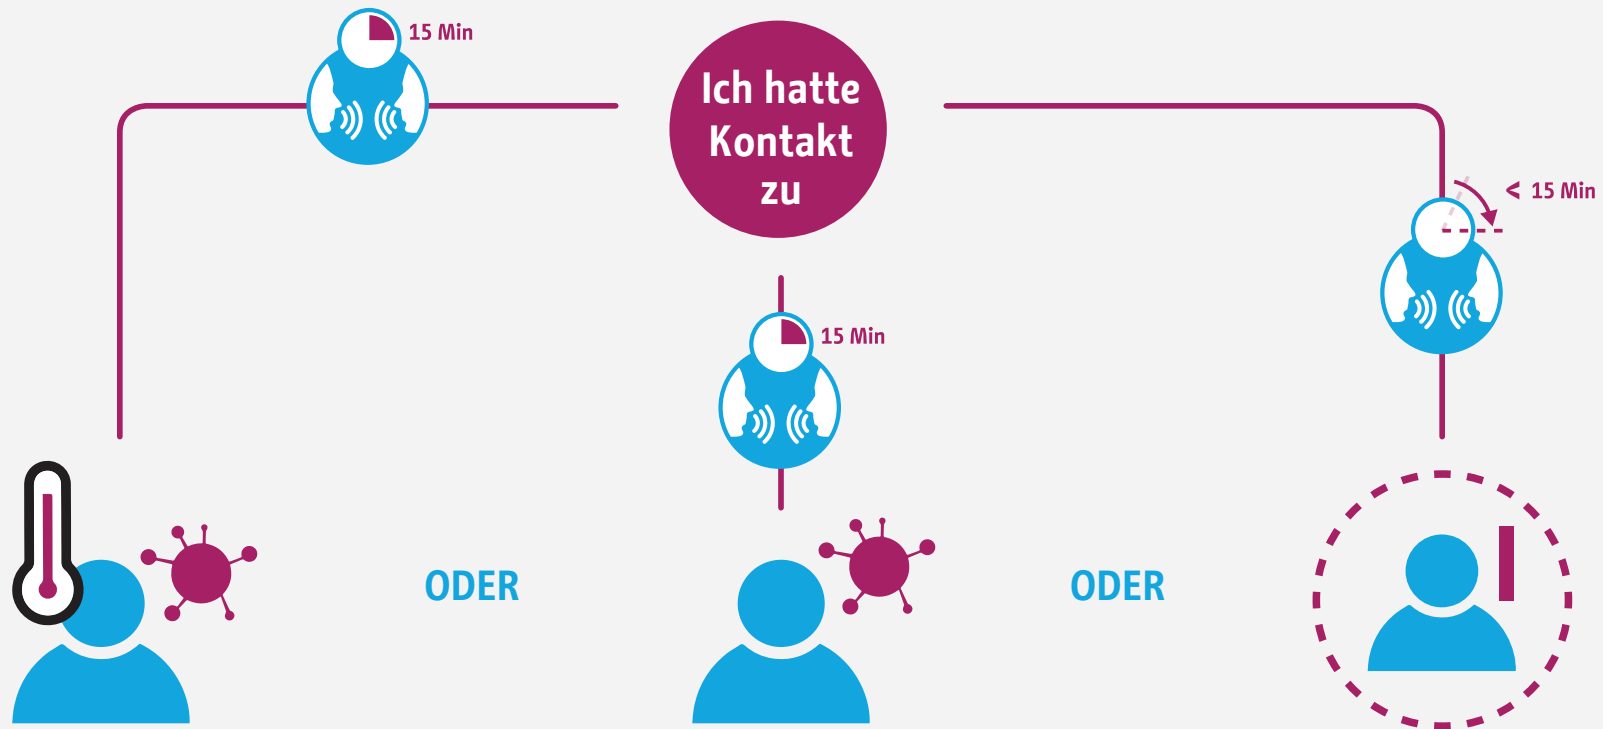 15 Min
Ich hatte
Kontakt
zu
< 15 Min
15 Min
ODER
ODER